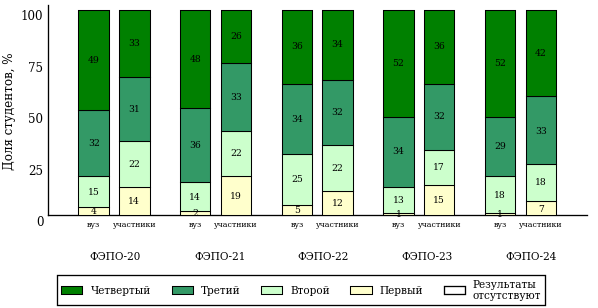 100
75
50
25
0
Доля студентов, %
49 33 48 26 36 34 52 36 52 42
32 31 36 33 34 32 34 32 29 33
15 22 14 22 25 22 13 17 18 18
4 14 2 19 5 12 1 15 1 7
вуз участники вуз участники вуз участники вуз участники вуз участники
ФЭПО-20 ФЭПО-21 ФЭПО-22 ФЭПО-23 ФЭПО-24
Четвертый Третий Второй Первый Результаты
отсутствуют